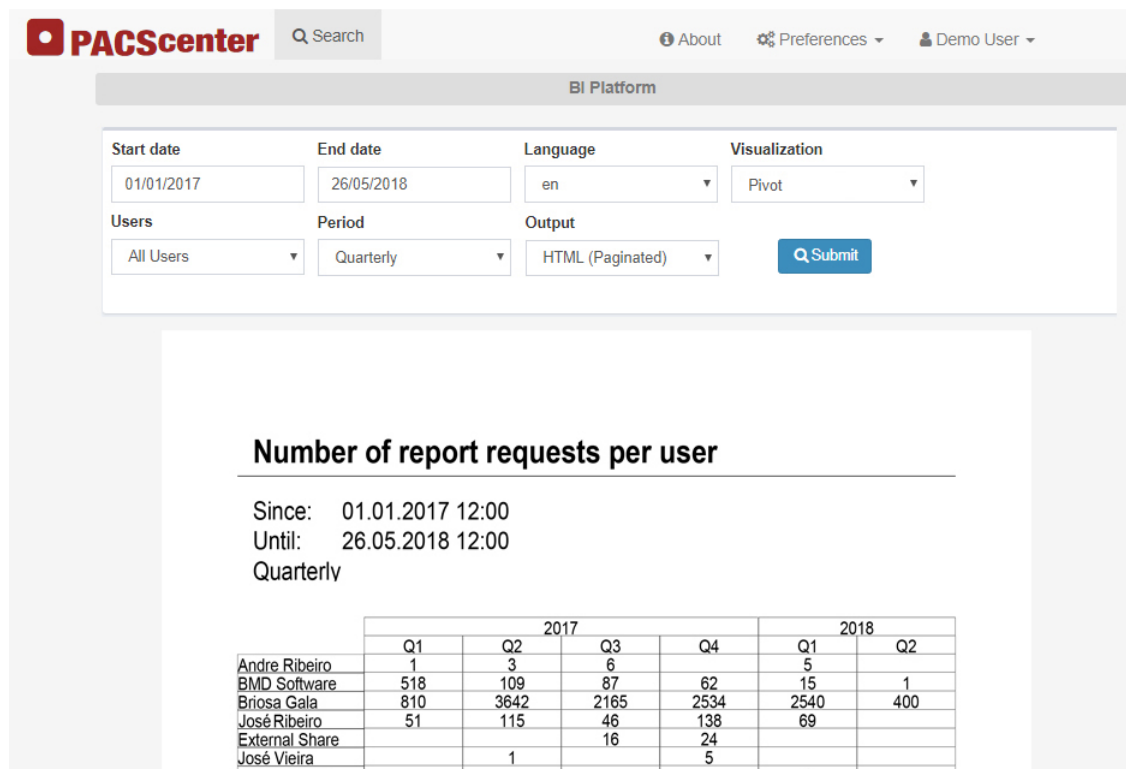 PACScenter Search About Preferences Demo User
BI Platform
Start date End date Language Visualization
01/01/2017 26/05/2018 en Pivot
Users Period Output
All Users Quarterly HTML (Paginated) Submit
Number of report requests per user
Since: 01.01.2017 12:00
Until: 26.05.2018 12:00
Quarterly
2017 2018
Q1 Q2 Q3 Q4 Q1 Q2
Andre Ribeiro 1 3 6 5
BMD Software 518 109 87 62 15 1
Briosa Gala 810 3642 2165 2534 2540 400
José Ribeiro 51 115 46 138 69
External Share 16 24
José Vieira 1 5